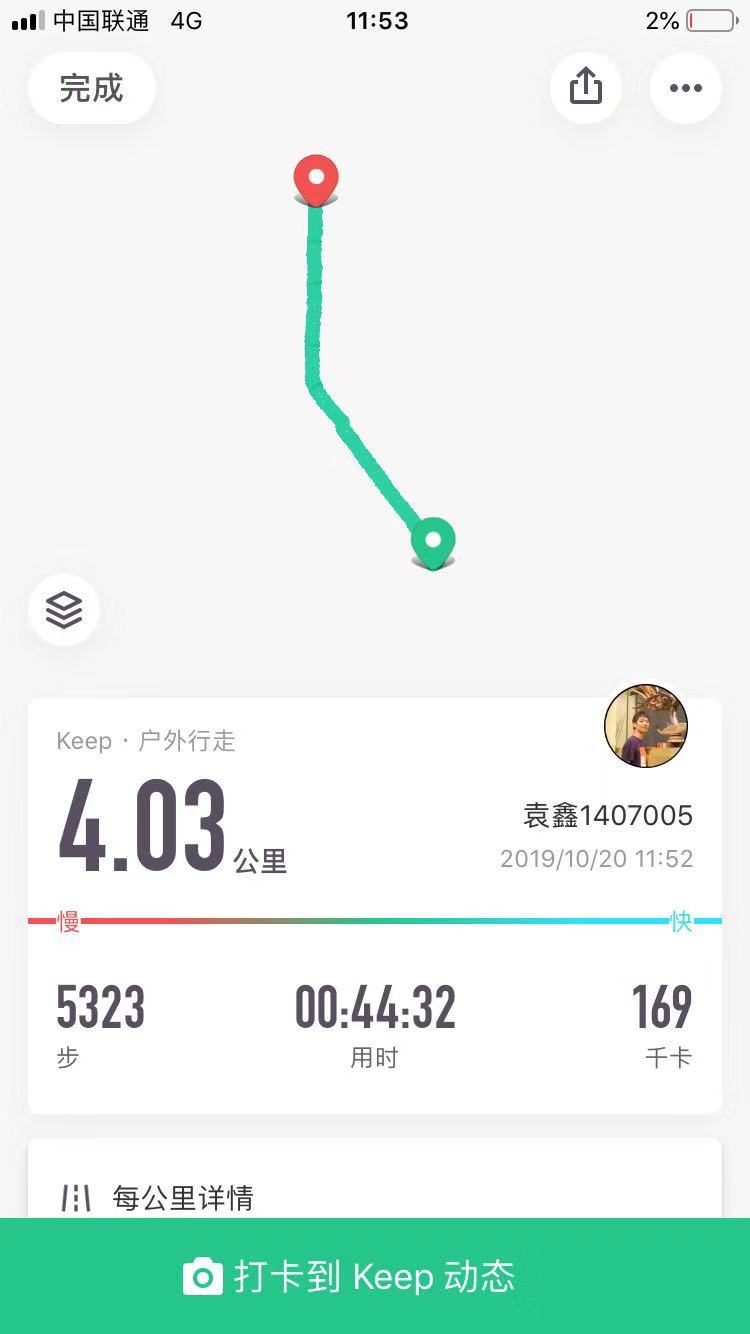 中国联通 4G 11:53 2%
完成
Keep · 户外行走
4.03 公里
袁鑫1407005
2019/10/20 11:52
慢 快
5323 00:44:32 169
步 用时 千卡
每公里详情
打卡到 Keep 动态